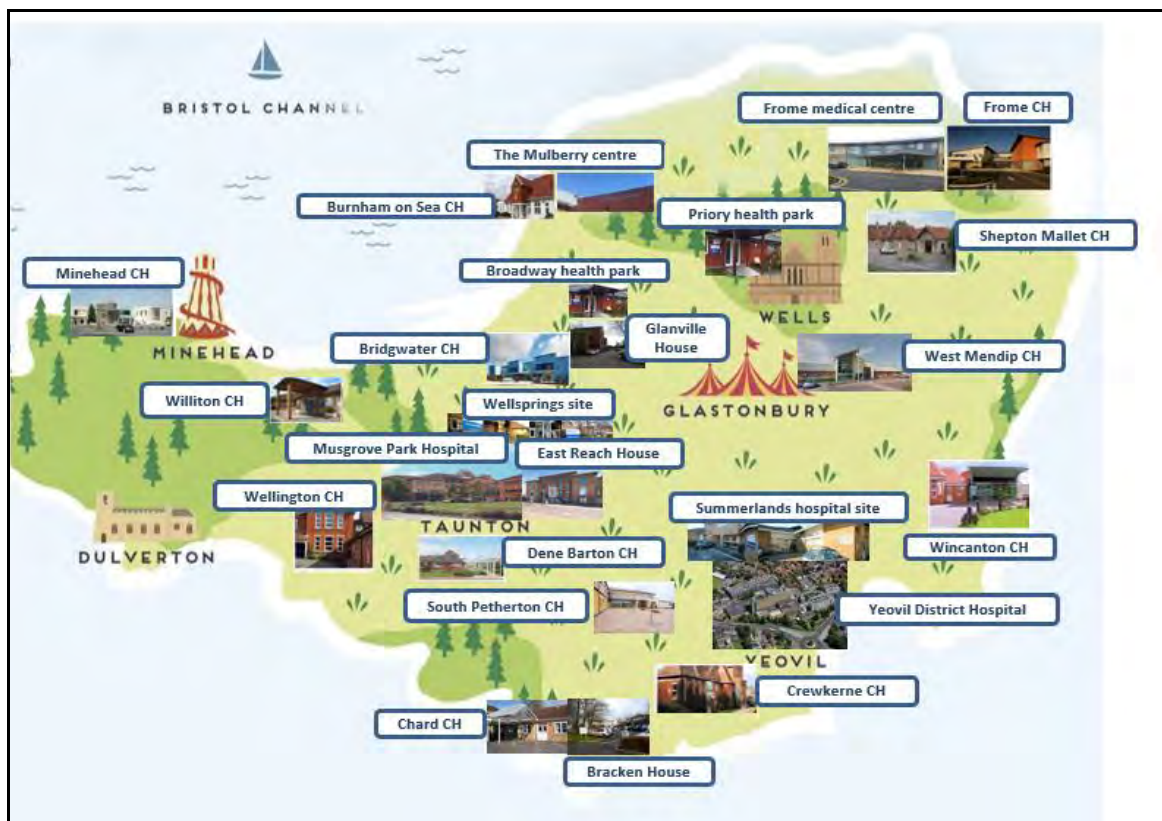 BRISTOL CHANNEL
Frome medical centre
Frome CH
The Mulberry centre
Burnham on Sea CH
Priory health park
Shepton Mallet CH
Minehead CH
Broadway health park
MINEHEAD
Bridgwater CH
Glanville
House
WELLS
West Mendip CH
Williton CH
Wellsprings site
GLASTONBURY
Musgrove Park Hospital
East Reach House
Wellington CH
TAUNTON
Summerlands hospital site
DULVERTON
Dene Barton CH
Wincanton CH
South Petherton CH
Yeovil District Hospital
YEOVIL
Crewkerne CH
Chard CH
Bracken House